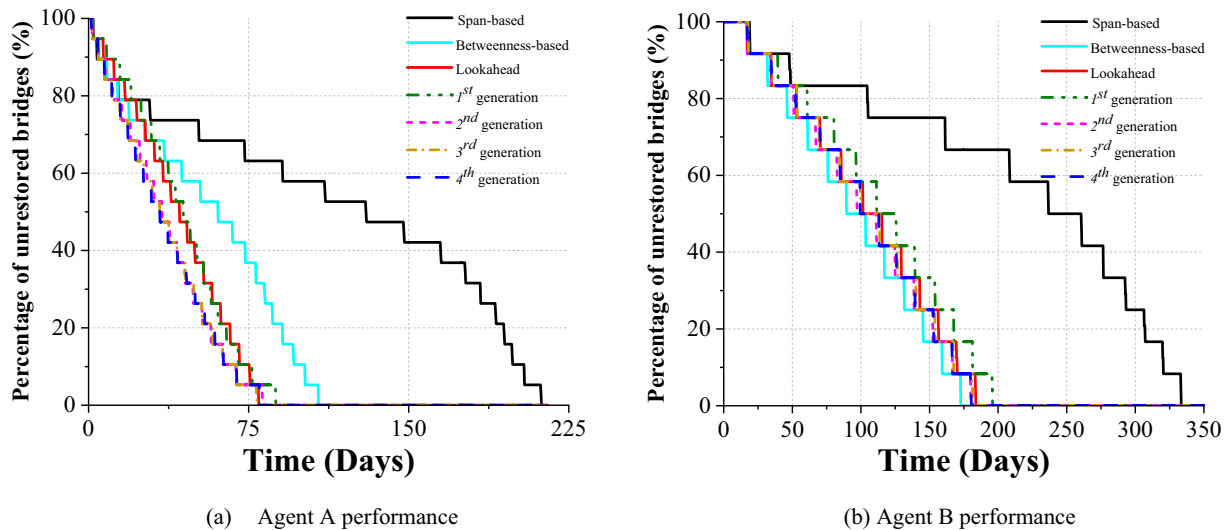 Percentage of unrestored bridges (%)
100
80
60
40
20
0
0
75
150
225
Time (Days)
Span-based
Betweenness-based
Lookahead
1st generation
2nd generation
3rd generation
4th generation
(a) Agent A performance
Percentage of unrestored bridges (%)
100
80
60
40
20
0
0
50
100
150
200
250
300
350
Time (Days)
Span-based
Betweenness-based
Lookahead
1st generation
2nd generation
3rd generation
4th generation
(b) Agent B performance